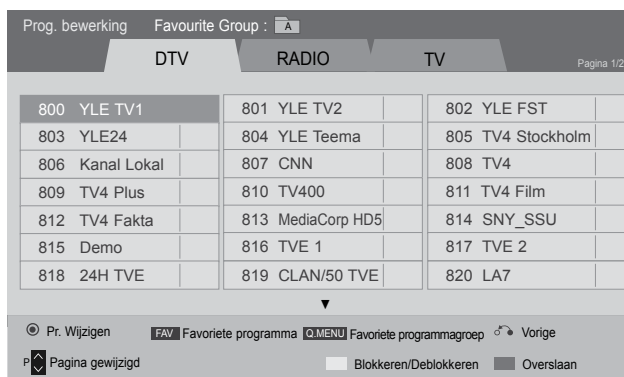 Prog. bewerking Favourite Group : A
DTV RADIO TV Pagina 1/2
800 YLE TV1 801 YLE TV2 802 YLE FST
803 YLE24 804 YLE Teema 805 TV4 Stockholm
806 Kanal Lokal 807 CNN 808 TV4
809 TV4 Plus 810 TV400 811 TV4 Film
812 TV4 Fakta 813 MediaCorp HD5 814 SNY_SSU
815 Demo 816 TVE 1 817 TVE 2
818 24H TVE 819 CLAN/50 TVE 820 LA7
▼
Pr. Wijzigen FAV Favoriete programma Q.MENU Favoriete programmagroep Vorige
P Pagina gewijzigd Blokkeren/Deblokkeren Overslaan